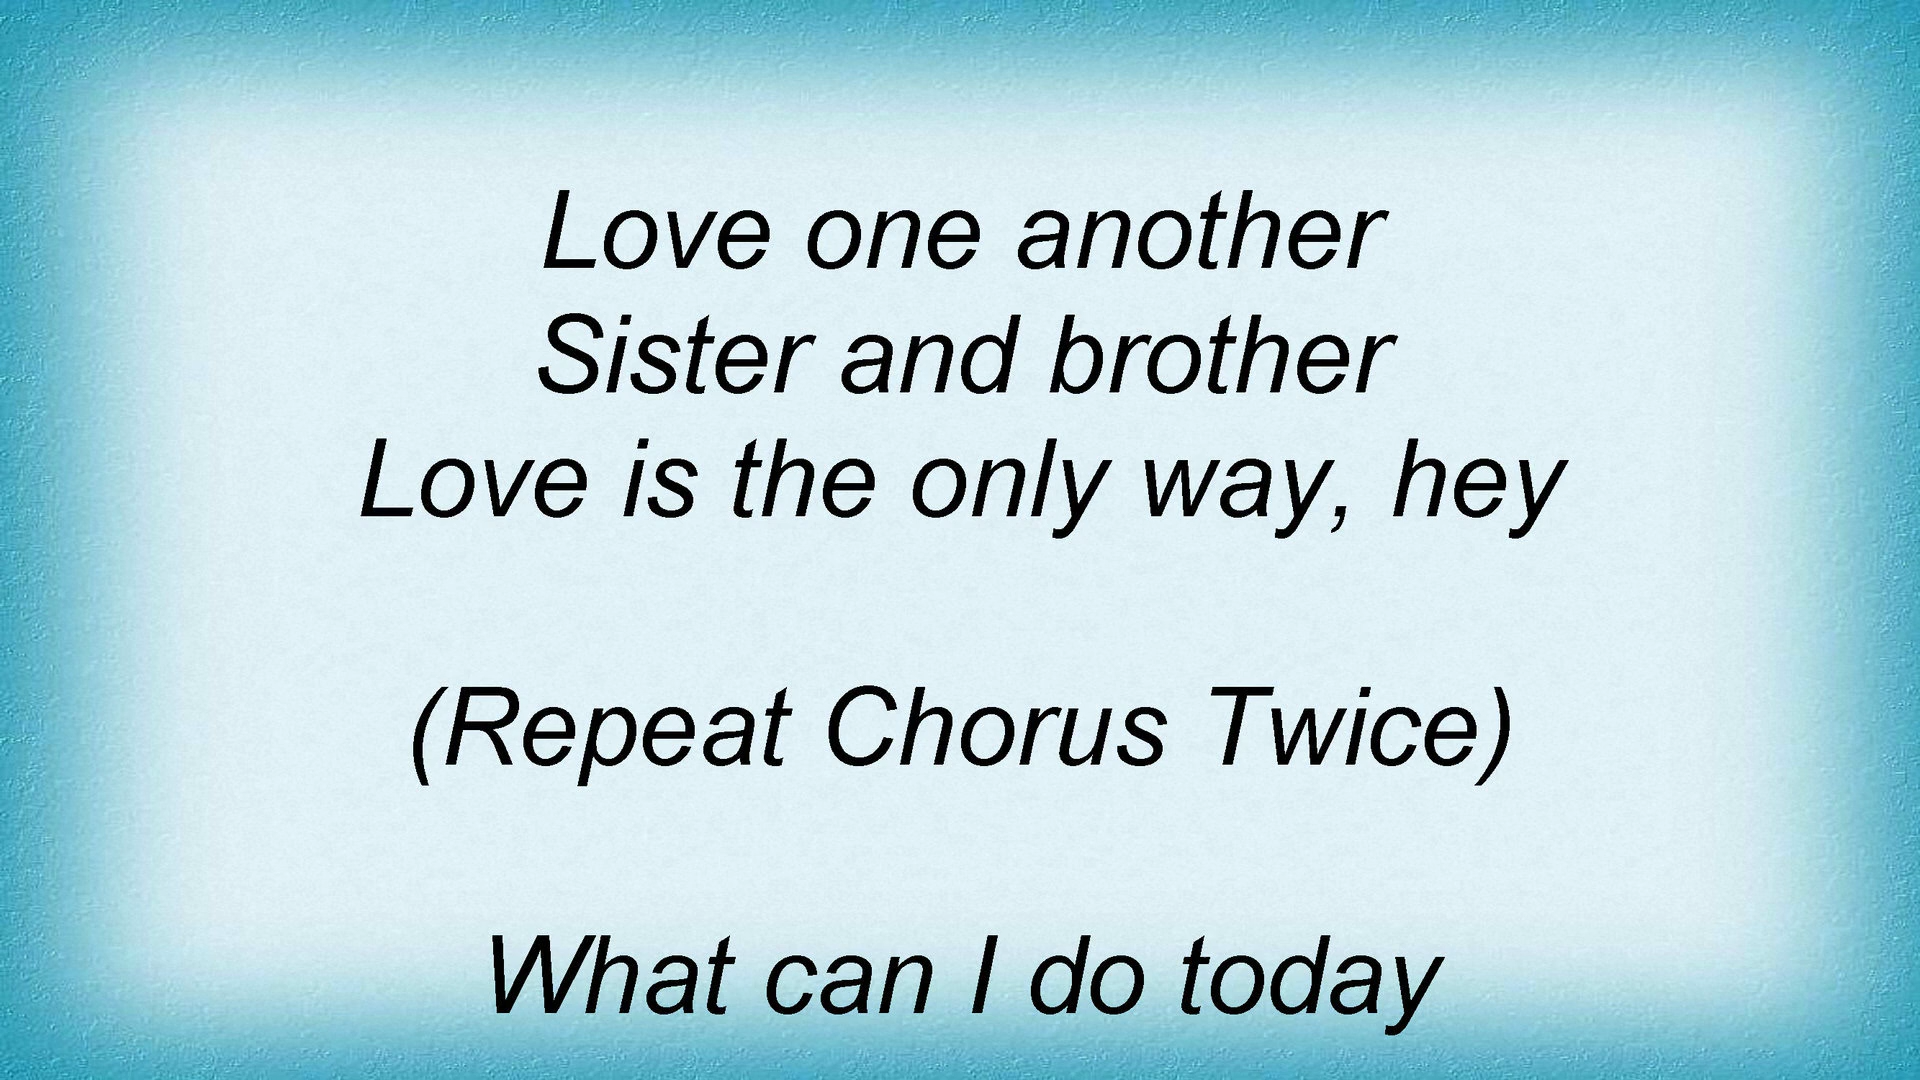 Love one another
Sister and brother
Love is the only way, hey
(Repeat Chorus Twice)
What can I do today